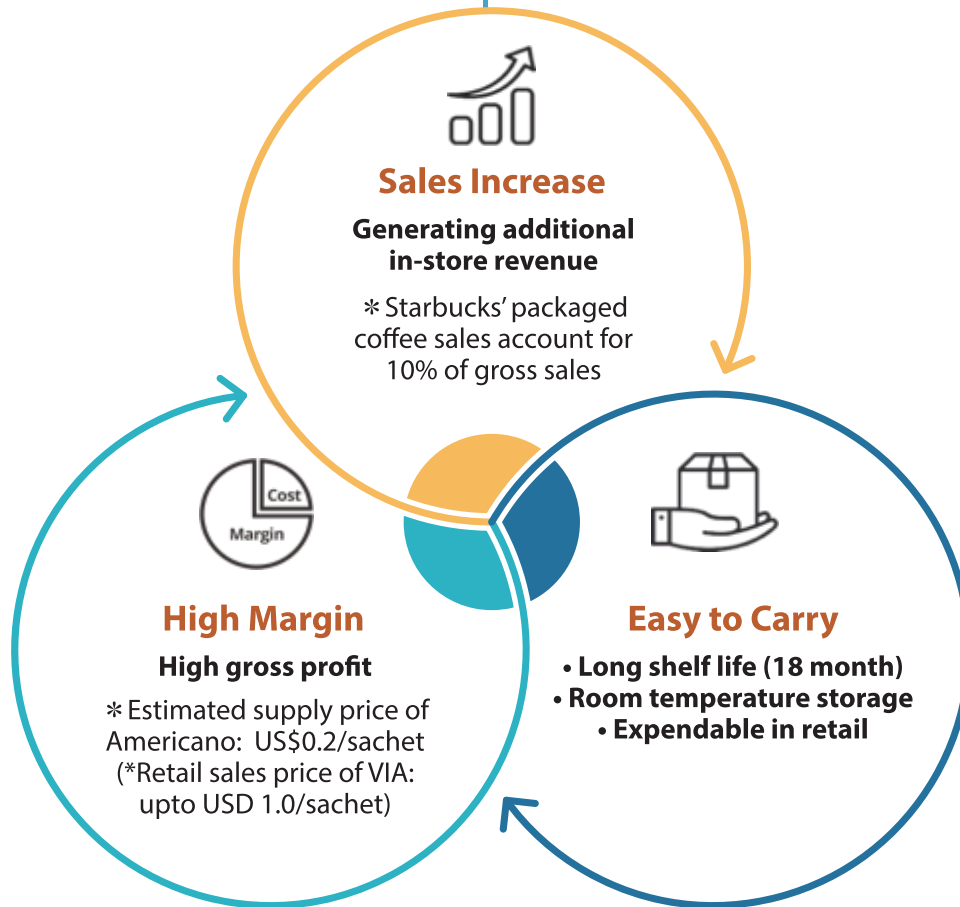 Sales Increase
Generating additional
in-store revenue
* Starbucks’ packaged
coffee sales account for
10% of gross sales
Cost
Margin
High Margin
High gross profit
* Estimated supply price of
Americano: US$0.2/sachet
(*Retail sales price of VIA:
upto USD 1.0/sachet)
Easy to Carry
• Long shelf life (18 month)
• Room temperature storage
• Expendable in retail